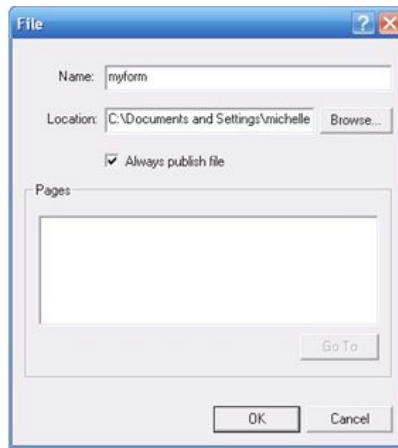 File
Name: myform
Location: C:\Documents and Settings\michelle Browse...
Always publish file
Pages
Go To
OK Cancel